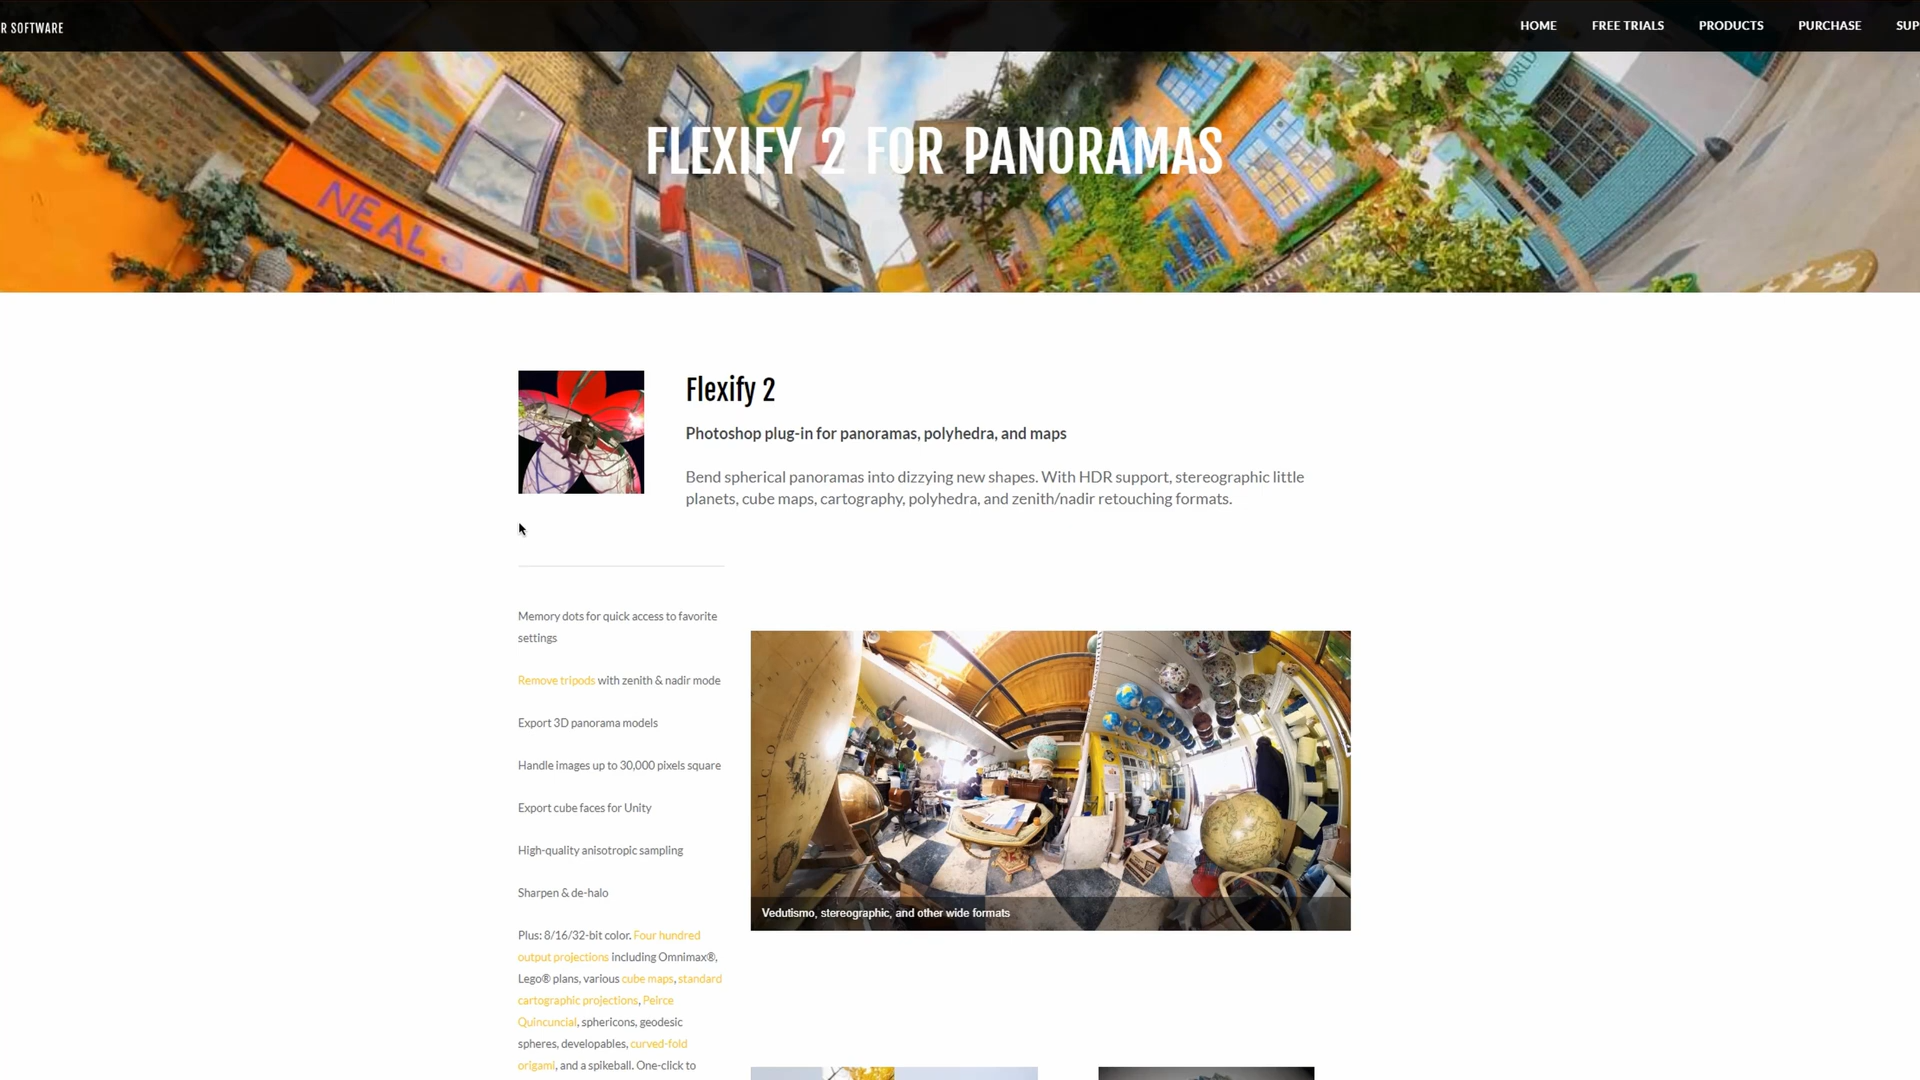 R SOFTWARE
HOME FREE TRIALS PRODUCTS PURCHASE SUP
FLEXIFY 2 FOR PANORAMAS
NEAL'S
WORLD
Flexify 2
Photoshop plug-in for panoramas, polyhedra, and maps
Bend spherical panoramas into dizzying new shapes. With HDR support, stereographic little
planets, cube maps, cartography, polyhedra, and zenith/nadir retouching formats.
Memory dots for quick access to favorite
settings
Remove tripods with zenith & nadir mode
Export 3D panorama models
Handle images up to 30,000 pixels square
Export cube faces for Unity
High-quality anisotropic sampling
Sharpen & de-halo
Plus: 8/16/32-bit color. Four hundred
output projections including Omnimax®,
Lego® plans, various cube maps, standard
cartographic projections, Peirce
Quincuncial, sphericons, geodesic
spheres, developables, curved-fold
origami, and a spikeball. One-click to
Vedutismo, stereographic, and other wide formats